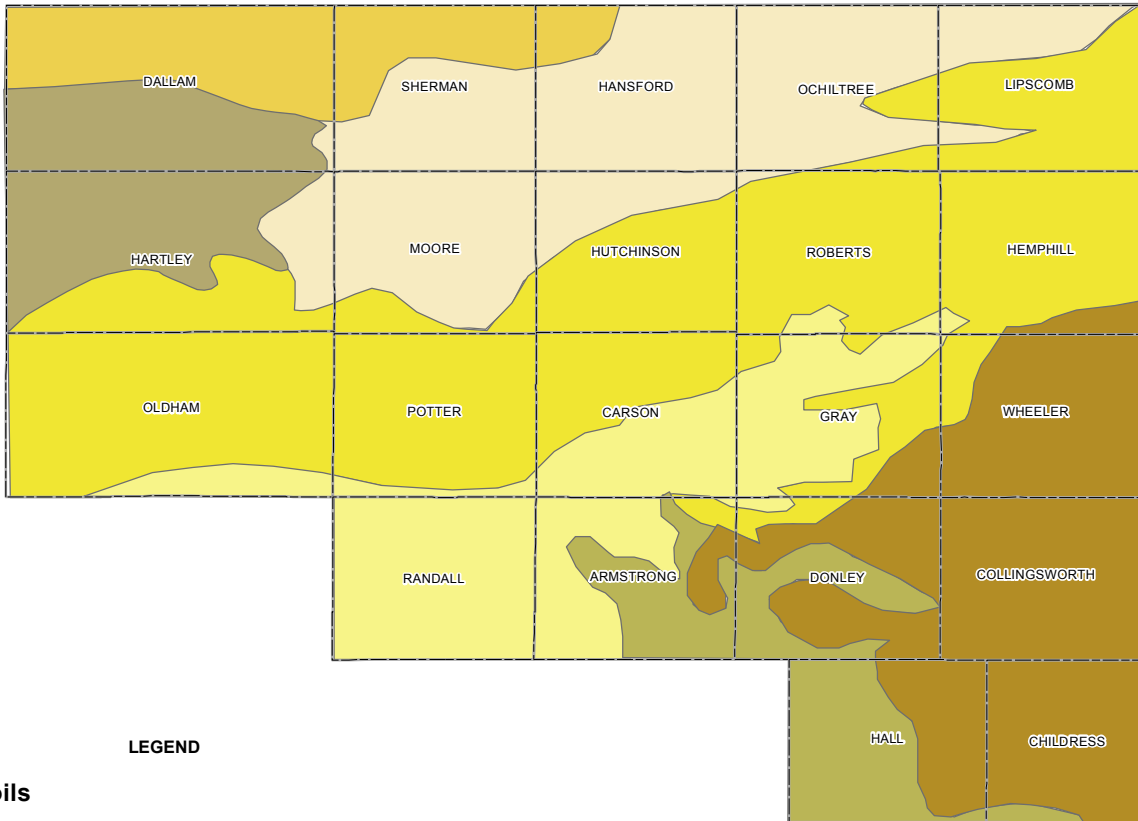 DALLAM
SHERMAN
HANSFORD
OCHILTREE
LIPSCOMB
HARTLEY
MOORE
HUTCHINSON
ROBERTS
HEMPHILL
OLDHAM
POTTER
CARSON
GRAY
WHEELER
RANDALL
ARMSTRONG
DONLEY
COLLINGSWORTH
HALL
CHILDRESS
LEGEND
oils